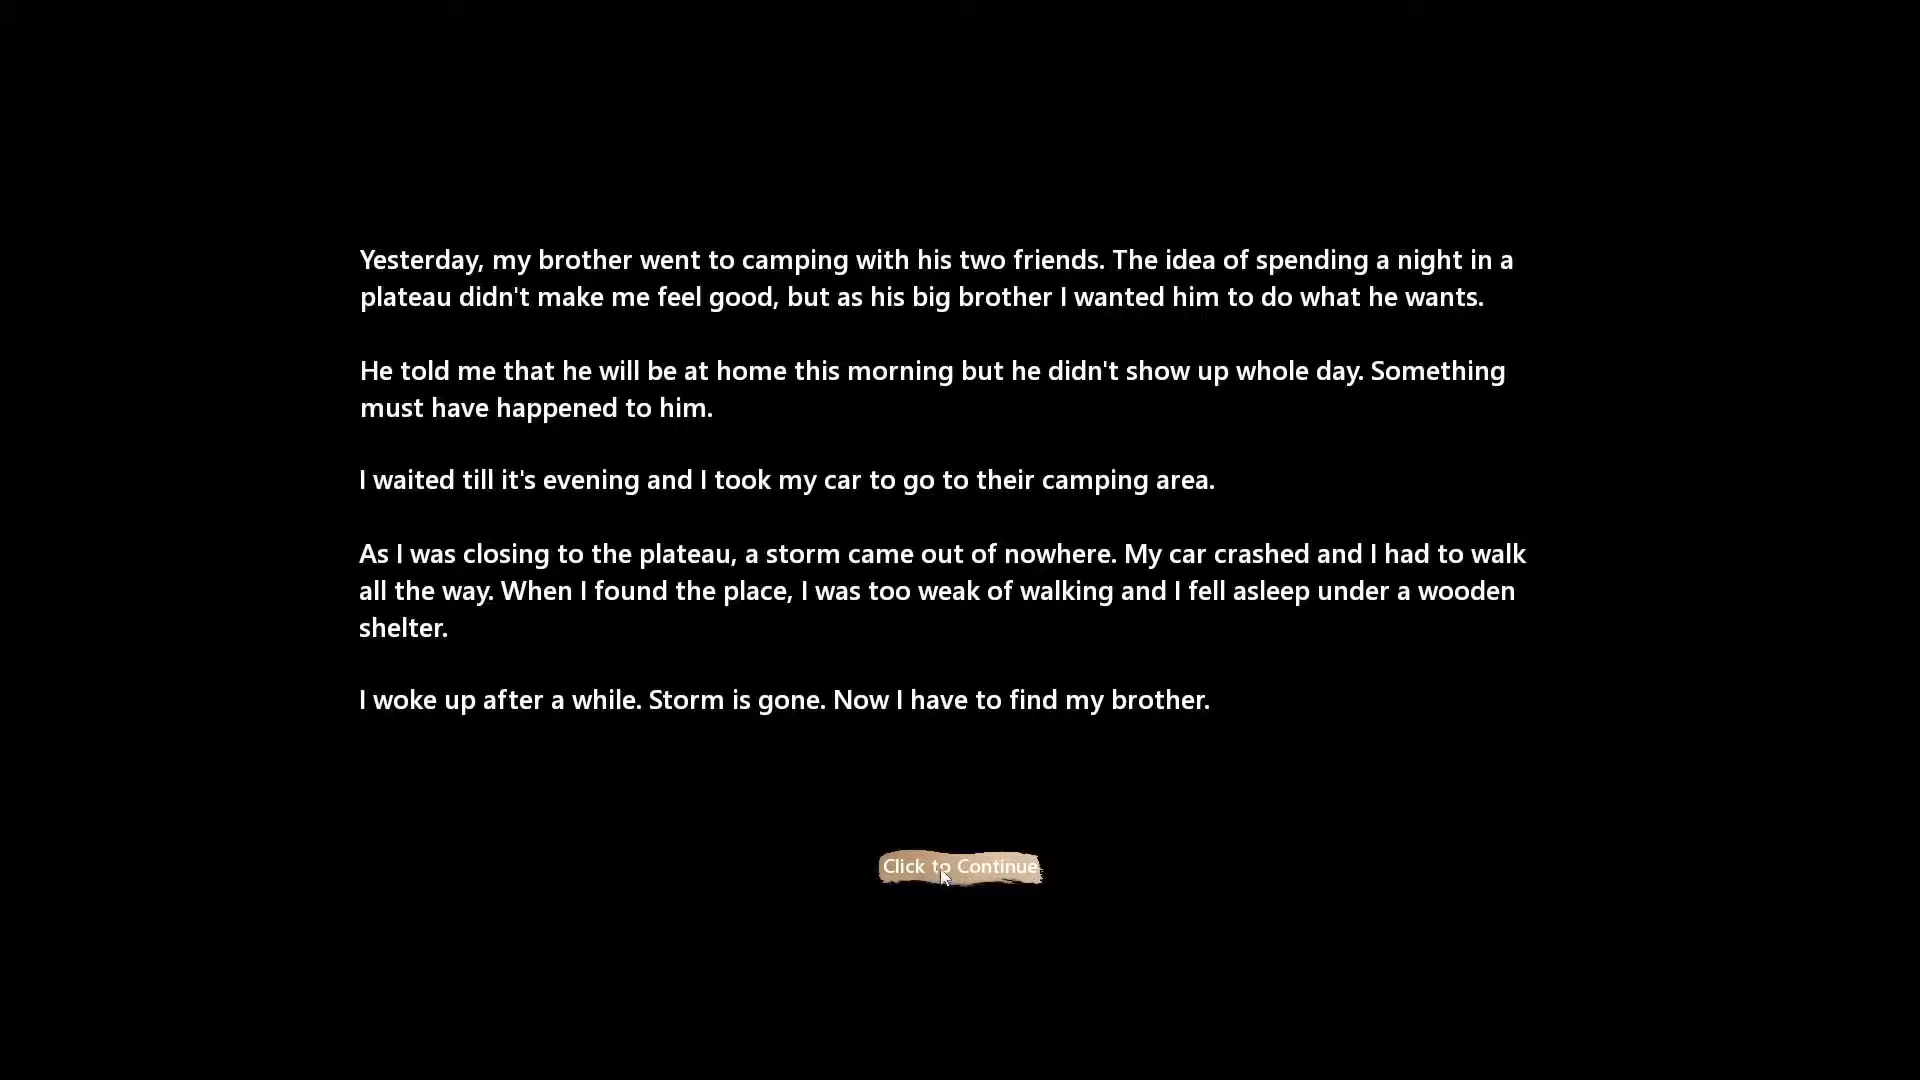 Yesterday, my brother went to camping with his two friends. The idea of spending a night in a
plateau didn't make me feel good, but as his big brother I wanted him to do what he wants.
He told me that he will be at home this morning but he didn't show up whole day. Something
must have happened to him.
I waited till it's evening and I took my car to go to their camping area.
As I was closing to the plateau, a storm came out of nowhere. My car crashed and I had to walk
all the way. When I found the place, I was too weak of walking and I fell asleep under a wooden
shelter.
I woke up after a while. Storm is gone. Now I have to find my brother.
Click to Continue